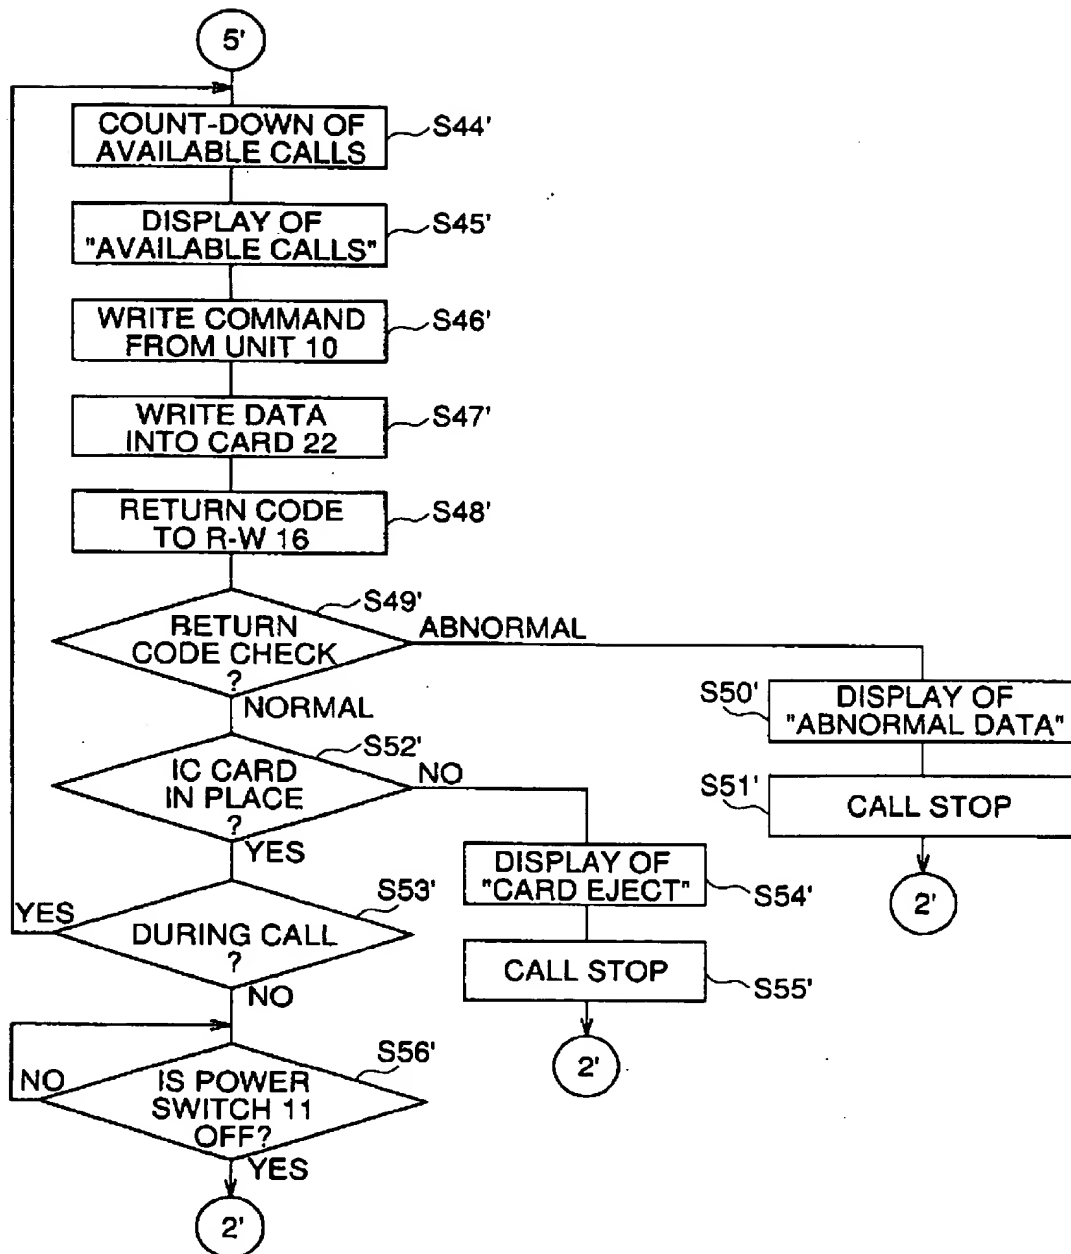 5'
COUNT-DOWN OF
AVAILABLE CALLS
S44'
DISPLAY OF
"AVAILABLE CALLS"
S45'
WRITE COMMAND
FROM UNIT 10
S46'
WRITE DATA
INTO CARD 22
S47'
RETURN CODE
TO R-W 16
S48'
S49'
RETURN
CODE CHECK
?
ABNORMAL
NORMAL
S50'
DISPLAY OF
"ABNORMAL DATA"
S51'
CALL STOP
2'
S52'
IC CARD
IN PLACE
?
NO
YES
DISPLAY OF
"CARD EJECT"
S54'
CALL STOP
S55'
2'
S53'
YES
DURING CALL
?
NO
S56'
NO
IS POWER
SWITCH 11
OFF?
YES
2'